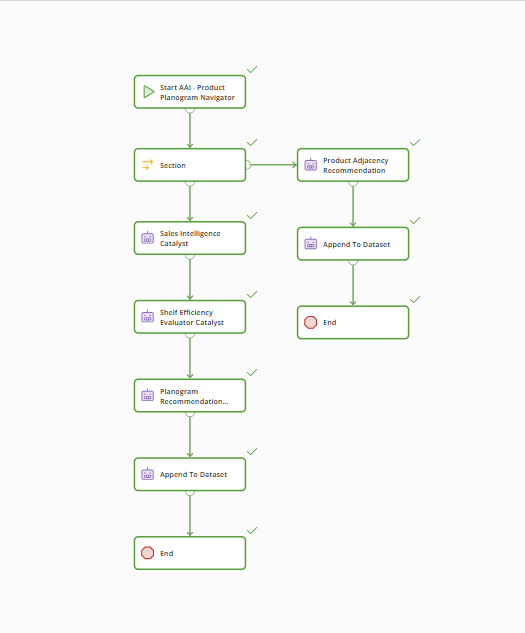 Start AAI - Product
Planogram Navigator
Section
Product Adjacency
Recommendation
Sales Intelligence
Catalyst
Append To Dataset
Shelf Efficiency
Evaluator Catalyst
End
Planogram
Recommendation...
Append To Dataset
End